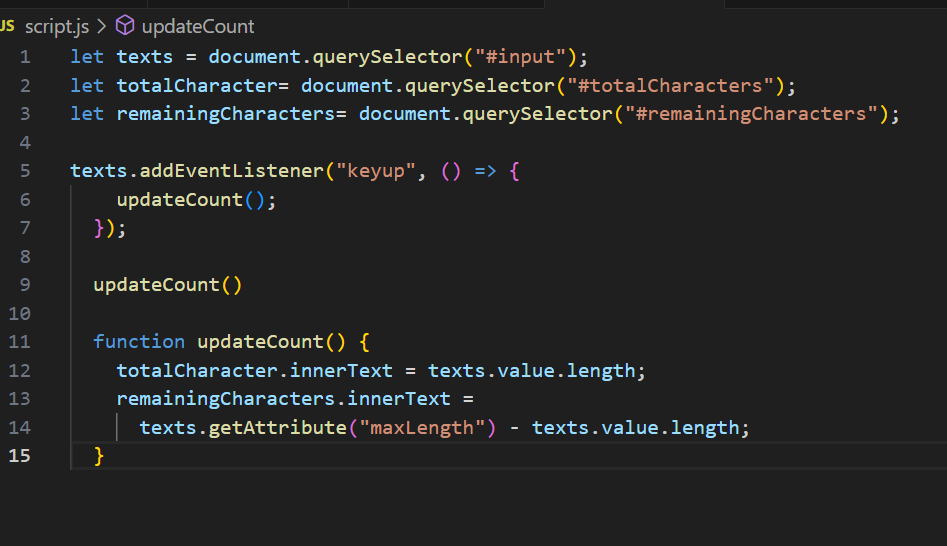 JS script.js > updateCount
1 let texts = document.querySelector("#input");
2 let totalCharacter= document.querySelector("#totalCharacters");
3 let remainingCharacters= document.querySelector("#remainingCharacters");
4
5 texts.addEventListener("keyup", () => {
6 updateCount();
7 });
8
9 updateCount()
10
11 function updateCount() {
12 totalCharacter.innerText = texts.value.length;
13 remainingCharacters.innerText =
14 texts.getAttribute("maxLength") - texts.value.length;
15 }